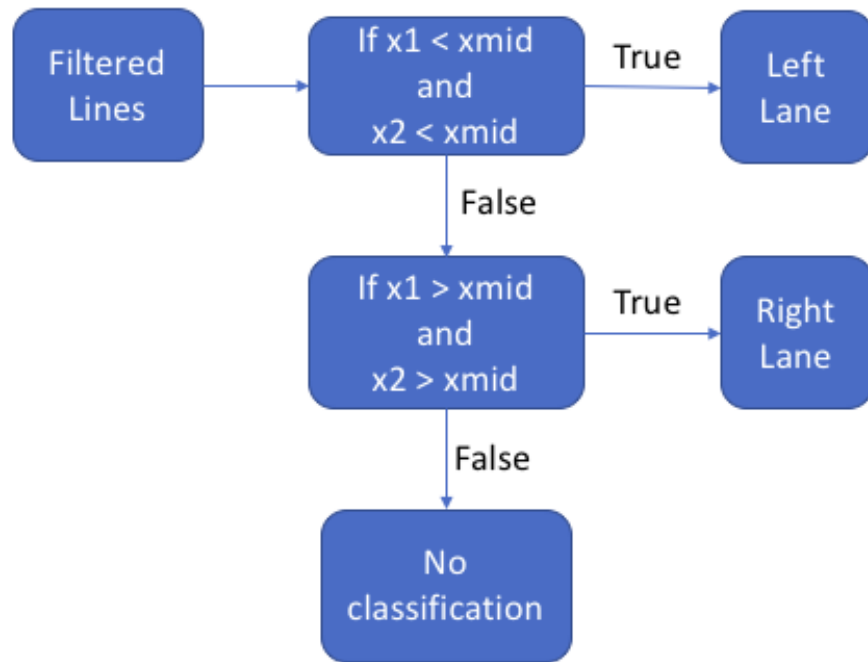 Filtered
Lines
If x1 < xmid
and
x2 < xmid
True
Left
Lane
False
If x1 > xmid
and
x2 > xmid
True
Right
Lane
False
No
classification